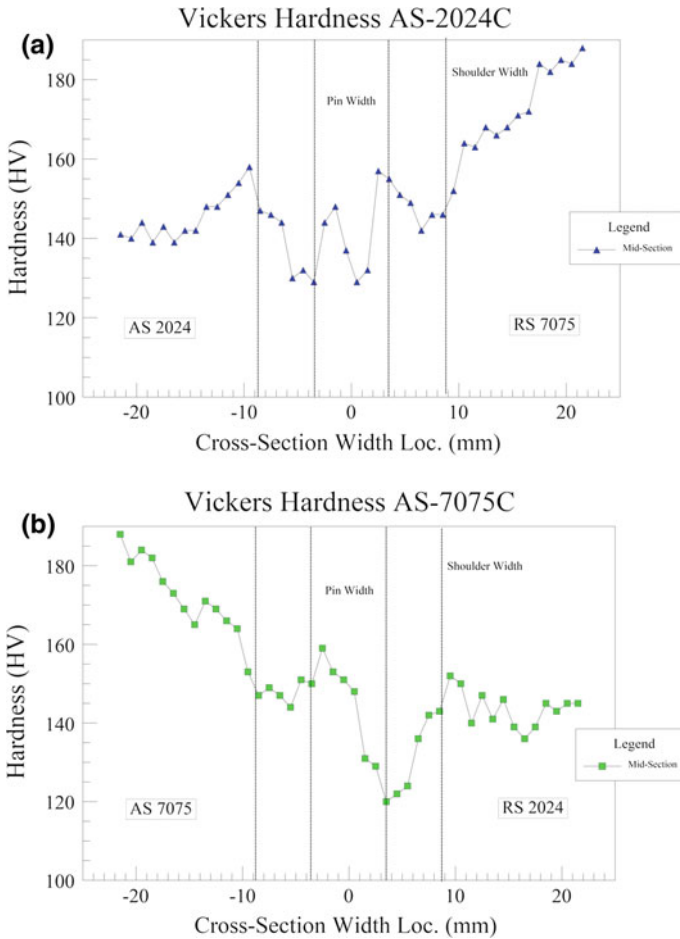 Vickers Hardness AS-2024C
(a)
180
Pin Width
Shoulder Width
160
140
120
100
Hardness (HV)
Legend
Mid-Section
AS 2024
RS 7075
-20
-10
0
10
20
Cross-Section Width Loc. (mm)
Vickers Hardness AS-7075C
(b)
180
Pin Width
Shoulder Width
160
140
120
100
Hardness (HV)
Legend
Mid-Section
AS 7075
RS 2024
-20
-10
0
10
20
Cross-Section Width Loc. (mm)